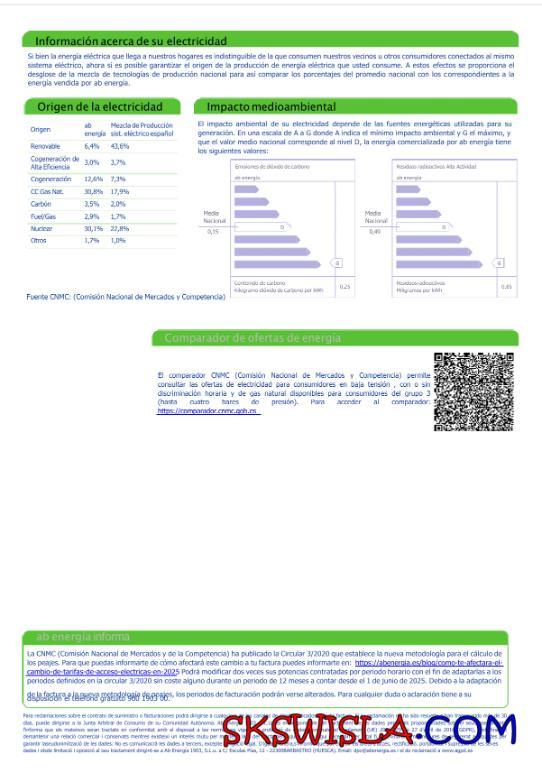 Información acerca de su electricidad
Si bien la energía eléctrica que llega a nuestros hogares es indistinguible de la que consumen nuestros vecinos u otros consumidores conectados al mismo
sistema eléctrico, ahora si es posible garantizar el origen de la producción de energía eléctrica que usted consume. A estos efectos se proporciona el
desglose de la mezcla de tecnologías de producción nacional para así comparar los porcentajes del promedio nacional con los correspondientes a la
energía vendida por ab energía.
Origen de la electricidad
Origen ab energía Mezcla de Producción sist. eléctrico español
Renovable 6,4% 43,6%
Cogeneración de Alta Eficiencia 3,0% 3,7%
Cogeneración 12,6% 7,3%
CC Gas Nat. 30,8% 17,9%
Carbón 3,5% 2,0%
Fuel/Gas 2,9% 1,7%
Nuclear 30,1% 22,8%
Otros 1,7% 1,0%
Fuente CNMC: (Comisión Nacional de Mercados y Competencia)
Impacto medioambiental
El impacto ambiental de su electricidad depende de las fuentes energéticas utilizadas para su
generación. En una escala de A a G donde A indica el mínimo impacto ambiental y G el máximo, y
que el valor medio nacional corresponde al nivel D, la energía comercializada por ab energía tiene
los siguientes valores:
Emisiones de dióxido de carbono
ab energía
Media
Nacional
0,15
D
G
Contenido de carbono
Kilogramo dióxido de carbono por kWh
0,25
Residuos radioactivos Alta Actividad
ab energía
Media
Nacional
0,49
D
G
Residuos radioactivos
Miligramos por kWh
0,65
Comparador de ofertas de energía
El comparador CNMC (Comisión Nacional de Mercados y Competencia) permite
consultar las ofertas de electricidad para consumidores en baja tensión , con o sin
discriminación horaria y de gas natural disponibles para consumidores del grupo 3
(hasta cuatro bares de presión). Para acceder al comparador:
https://comparador.cnmc.gob.es
ab energía informa
La CNMC (Comisión Nacional de Mercados y de la Competencia) ha publicado la Circular 3/2020 que establece la nueva metodología para el cálculo de
los peajes. Para que puedas informarte de cómo afectará este cambio a tu factura puedes informarte en: https://abenergia.es/blog/como-te-afectara-el-
cambio-de-tarifas-de-acceso-electricas-en-2025 Podrá modificar dos veces sus potencias contratadas por periodo horario con el fin de adaptarlas a los
periodos definidos en la circular 3/2020 sin coste alguno durante un periodo de 12 meses a contar desde el 1 de junio de 2025. Debido a la adaptación
de la factura a la nueva metodología de peajes, los periodos de facturación podrán verse alterados. Para cualquier duda o aclaración tiene a su
disposición el teléfono gratuito 900 1903 00.
Para reclamaciones sobre el contrato de suministro o facturaciones podrá dirigirse a
SKSWISLA.COM